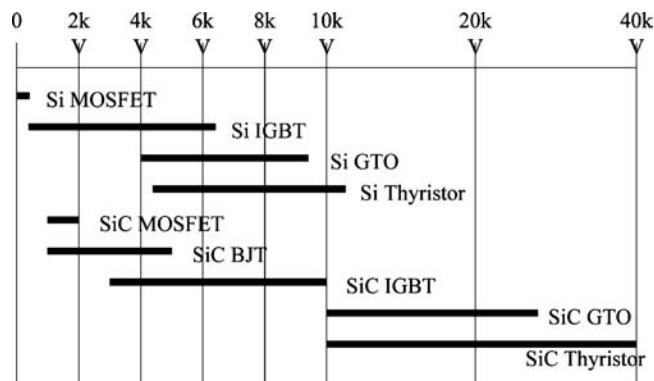 0 2k 4k 6k 8k 10k 20k 40k
V V V V V V V
Si MOSFET
Si IGBT
Si GTO
Si Thyristor
SiC MOSFET
SiC BJT
SiC IGBT
SiC GTO
SiC Thyristor